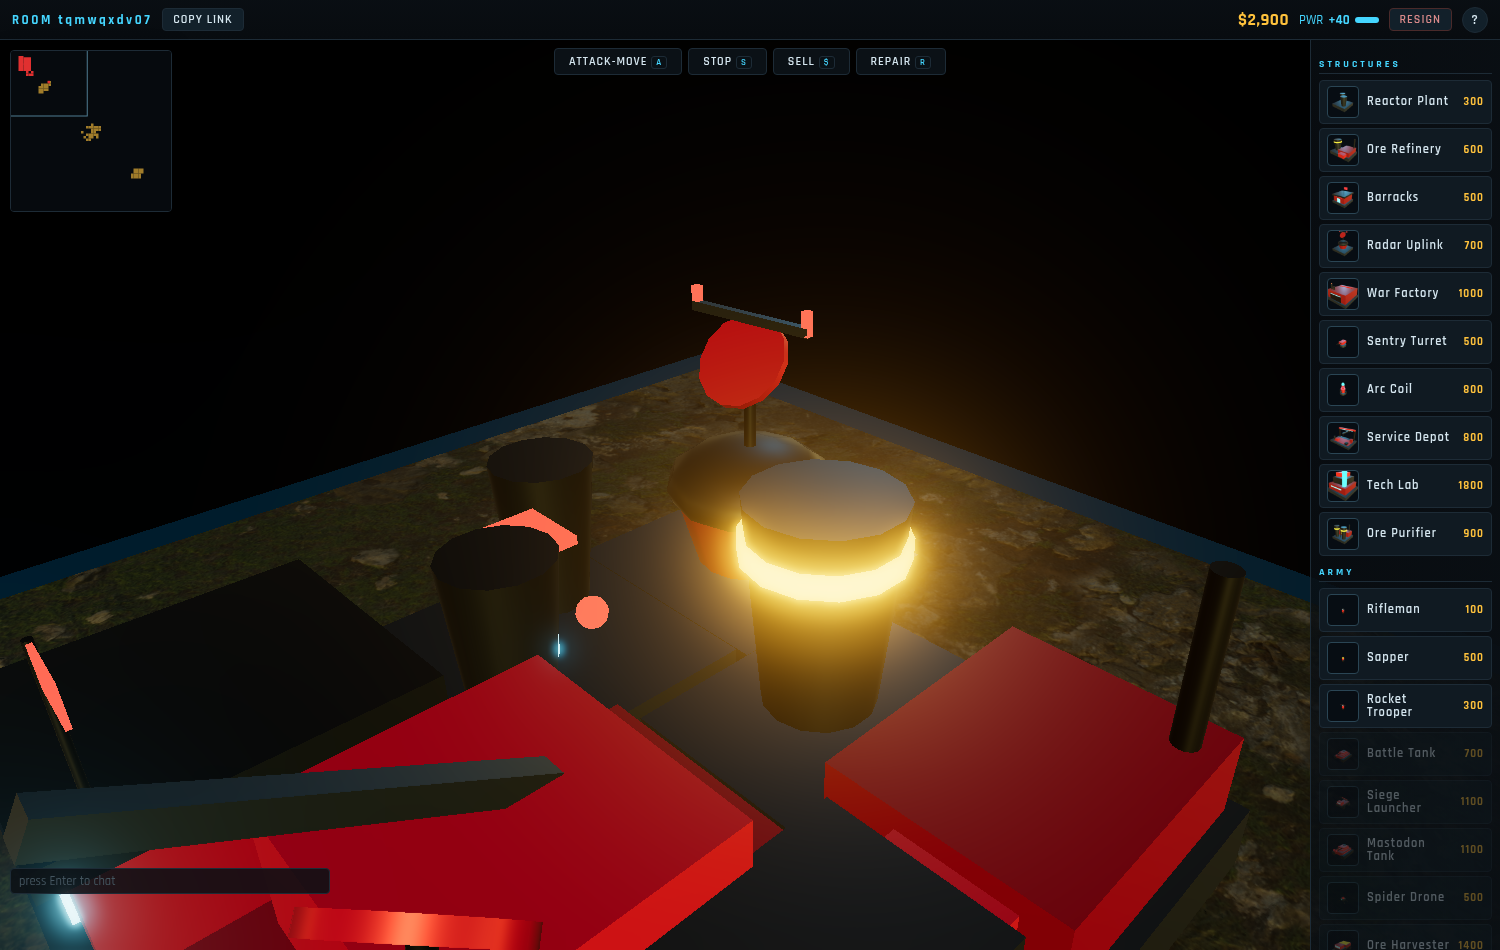 ROOM tqmwqxdv07
COPY LINK
$2,900
PWR +40
RESIGN
?
ATTACK-MOVE A
STOP S
SELL $
REPAIR R
STRUCTURES
Reactor Plant 300
Ore Refinery 600
Barracks 500
Radar Uplink 700
War Factory 1000
Sentry Turret 500
Arc Coil 800
Service Depot 800
Tech Lab 1800
Ore Purifier 900
ARMY
Rifleman 100
Sapper 500
Rocket
Trooper 300
Battle Tank 700
Siege
Launcher 1100
Mastodon
Tank 1100
Spider Drone 500
Ore Harvester 1400
press Enter to chat